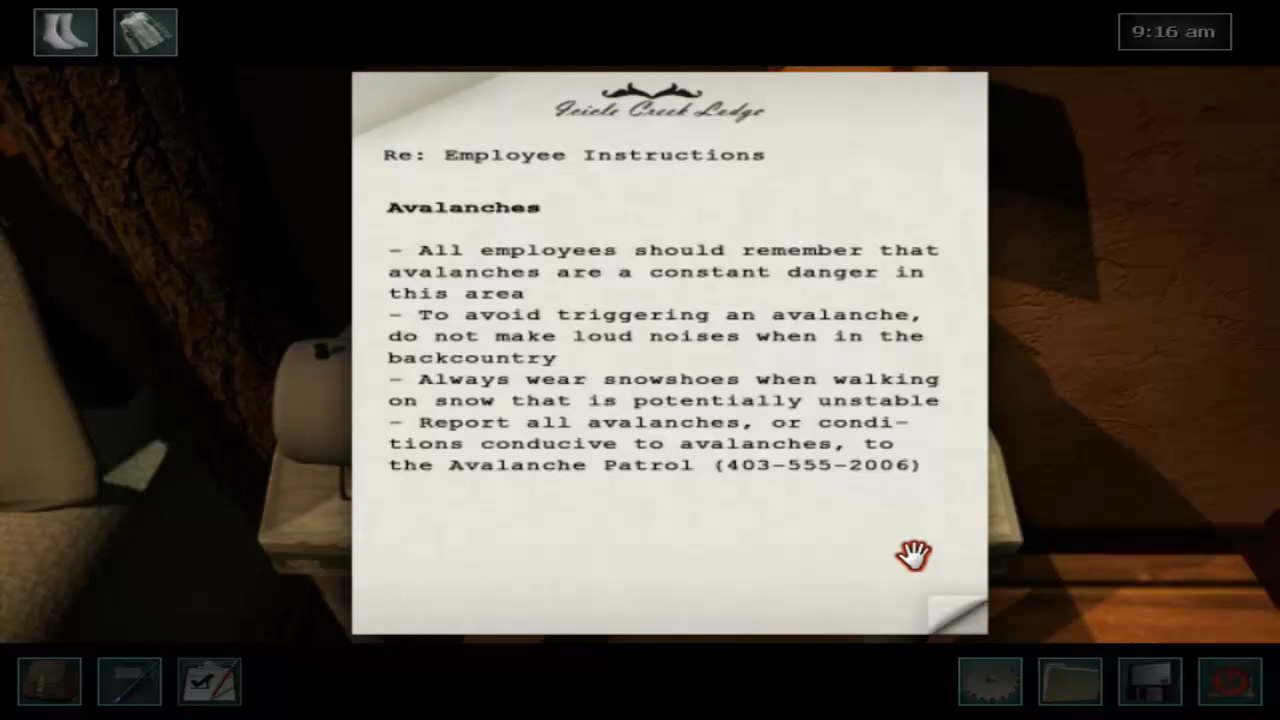 9:16 am
Icicle Creek Lodge
Re: Employee Instructions
Avalanches
- All employees should remember that
avalanches are a constant danger in
this area
- To avoid triggering an avalanche,
do not make loud noises when in the
backcountry
- Always wear snowshoes when walking
on snow that is potentially unstable
- Report all avalanches, or condi-
tions conducive to avalanches, to
the Avalanche Patrol (403-555-2006)